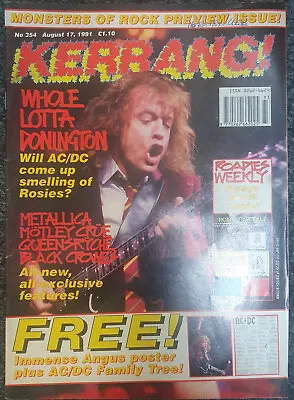 MONSTERS OF ROCK PREVIEW ISSUE!
No 354 August 17, 1991 £1.10
KERRANG!
WHOLE
LOTTA
DONINGTON
Will AC/DC
come up
smelling of
Rosies?
METALLICA
MÖTLEY CRÜE
QUEENSRŸCHE
BLACK CROWES
All-new,
all-exclusive
features!
ROADIES
WEEKLY
FREE!
AC/DC
Immense Angus poster
plus AC/DC Family Tree!